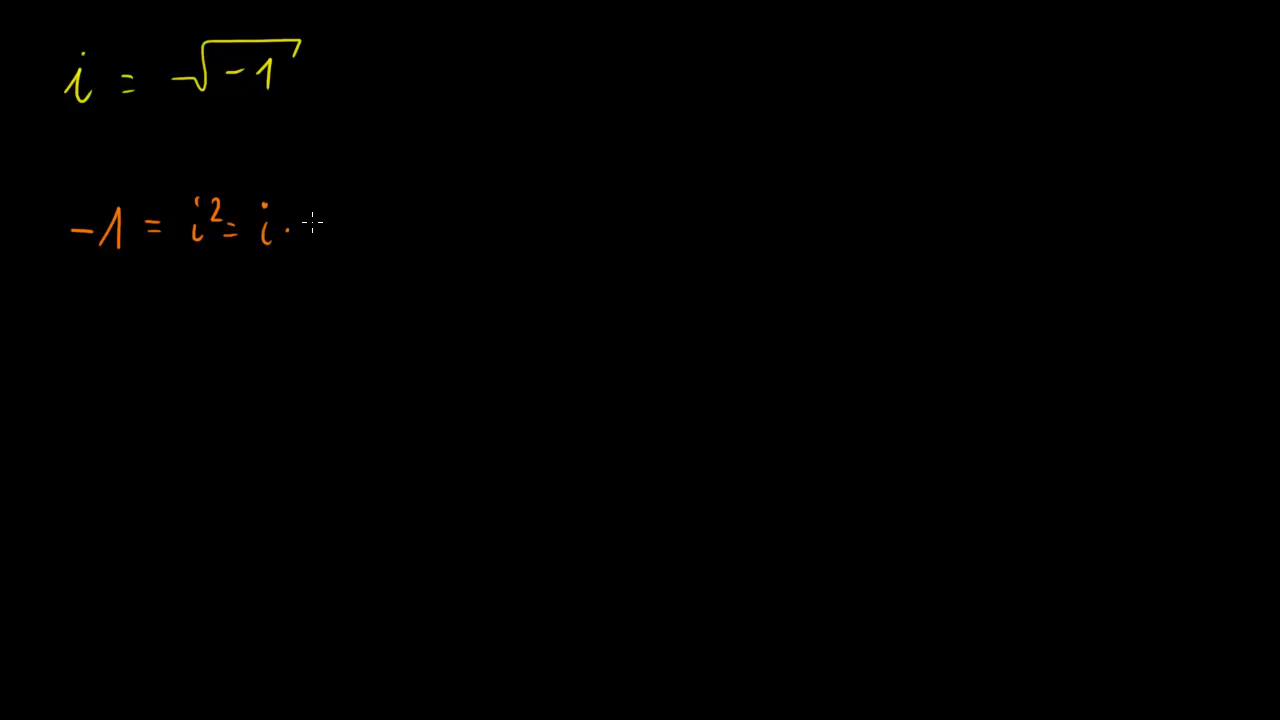 i = √-1
-1 = i² = i ·